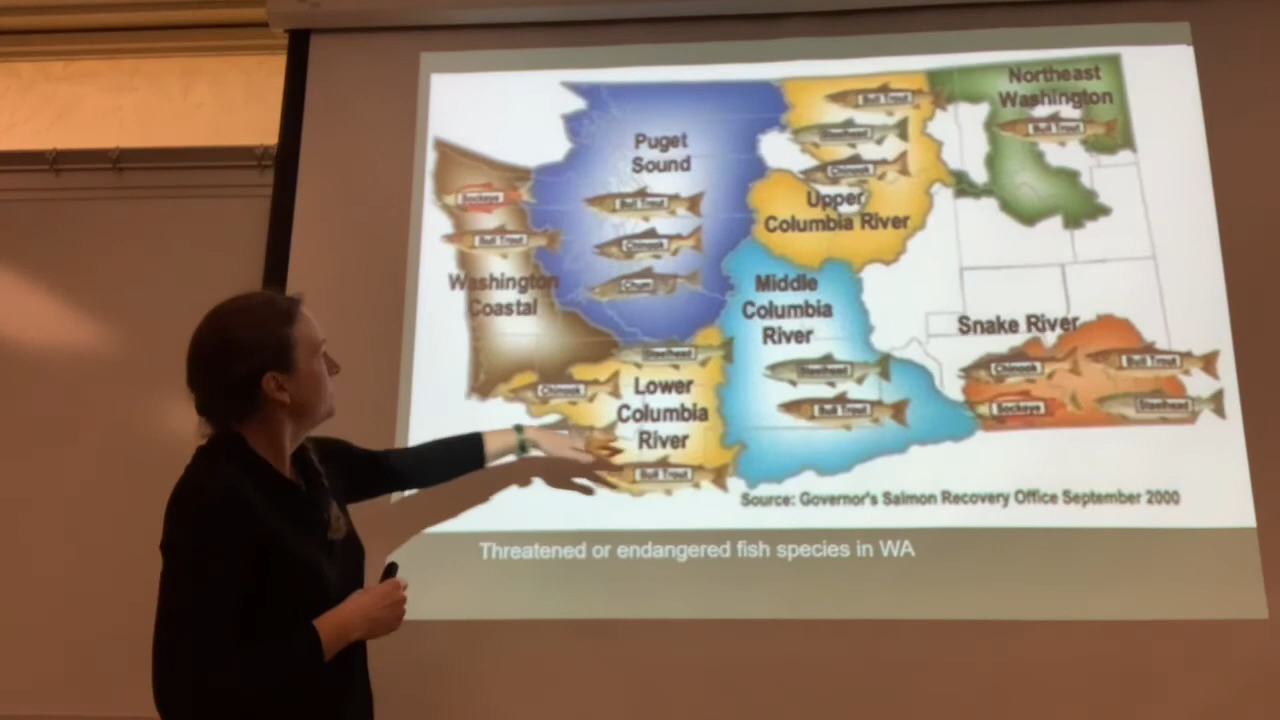 Northeast
Washington
Bull Trout
Bull Trout
Steelhead
Chinook
Upper
Columbia River
Puget
Sound
Bull Trout
Chinook
Chum
Sockeye
Bull Trout
Washington
Coastal
Middle
Columbia
River
Steelhead
Bull Trout
Snake River
Chinook
Bull Trout
Sockeye
Steelhead
Steelhead
Chinook
Lower
Columbia
River
Bull Trout
Source: Governor's Salmon Recovery Office September 2000
Threatened or endangered fish species in WA